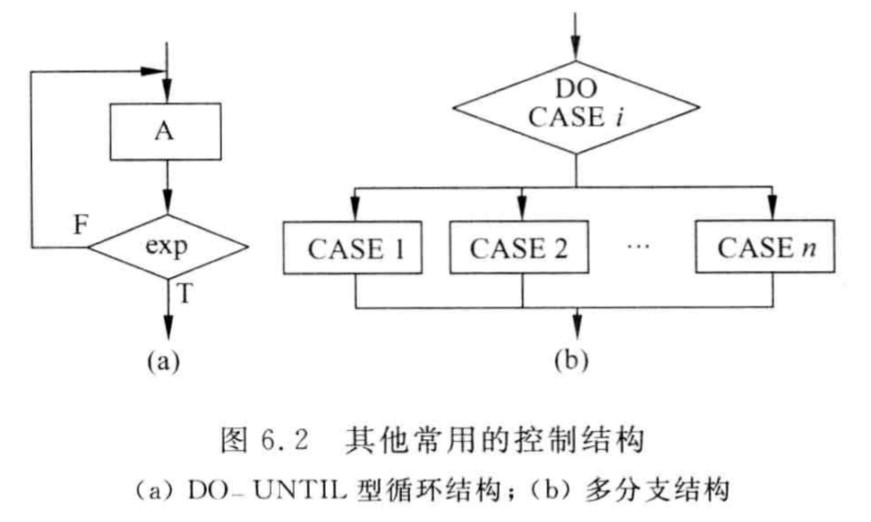 A
F
exp
T
(a)
DO
CASE i
CASE 1
CASE 2
…
CASE n
(b)
图 6.2 其他常用的控制结构
(a) DO-UNTIL 型循环结构；(b) 多分支结构